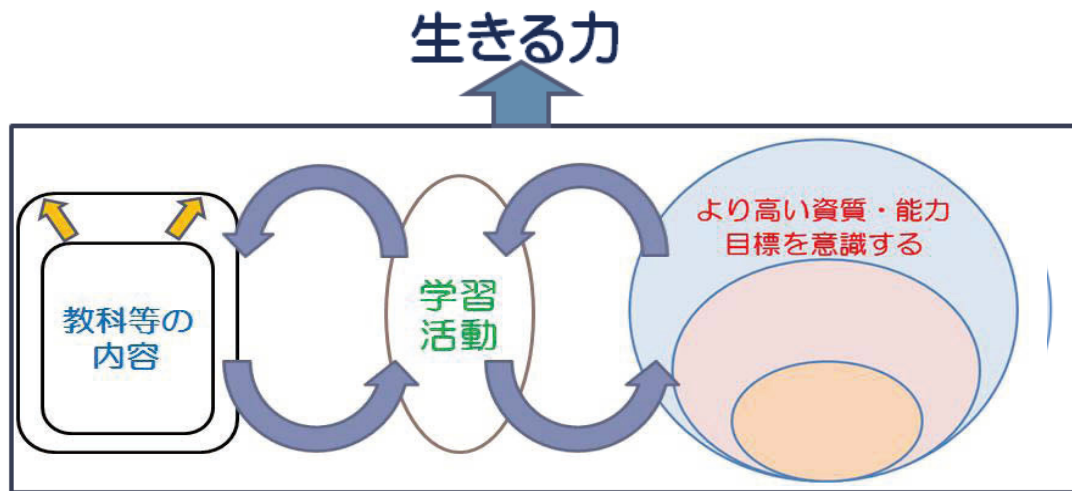 生きる力
より高い資質・能力
目標を意識する
教科等の
内容
学習
活動